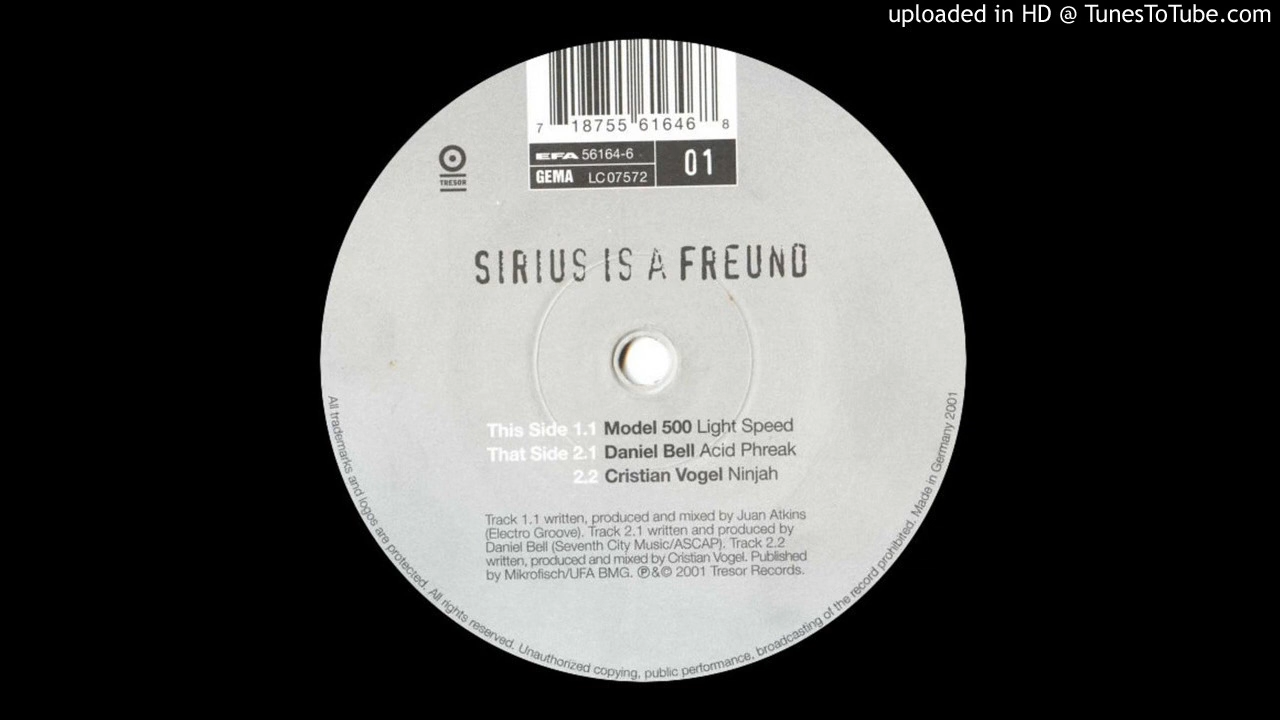 uploaded in HD @ TunesToTube.com
7 18755 61646 8
EFA 56164-6
GEMA LC07572
01
TRESOR
SIRIUS IS A FREUND
This Side 1.1 Model 500 Light Speed
That Side 2.1 Daniel Bell Acid Phreak
2.2 Cristian Vogel Ninjah
Track 1.1 written, produced and mixed by Juan Atkins
(Electro Groove). Track 2.1 written and produced by
Daniel Bell (Seventh City Music/ASCAP). Track 2.2
written, produced and mixed by Cristian Vogel. Published
by Mikrofisch/UFA BMG. ℗&© 2001 Tresor Records.
All trademarks and logos are protected. All rights reserved. Unauthorized copying, public performance, broadcasting of the record prohibited. Made in Germany 2001